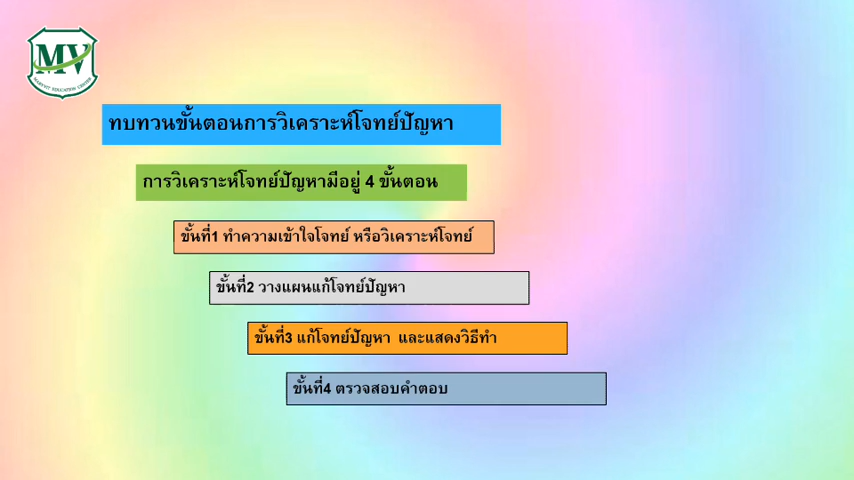 MV
MARVUT EDUCATION CENTER
ทบทวนขั้นตอนการวิเคราะห์โจทย์ปัญหา
การวิเคราะห์โจทย์ปัญหามีอยู่ 4 ขั้นตอน
ขั้นที่1 ทำความเข้าใจโจทย์ หรือวิเคราะห์โจทย์
ขั้นที่2 วางแผนแก้โจทย์ปัญหา
ขั้นที่3 แก้โจทย์ปัญหา และแสดงวิธีทำ
ขั้นที่4 ตรวจสอบคำตอบ